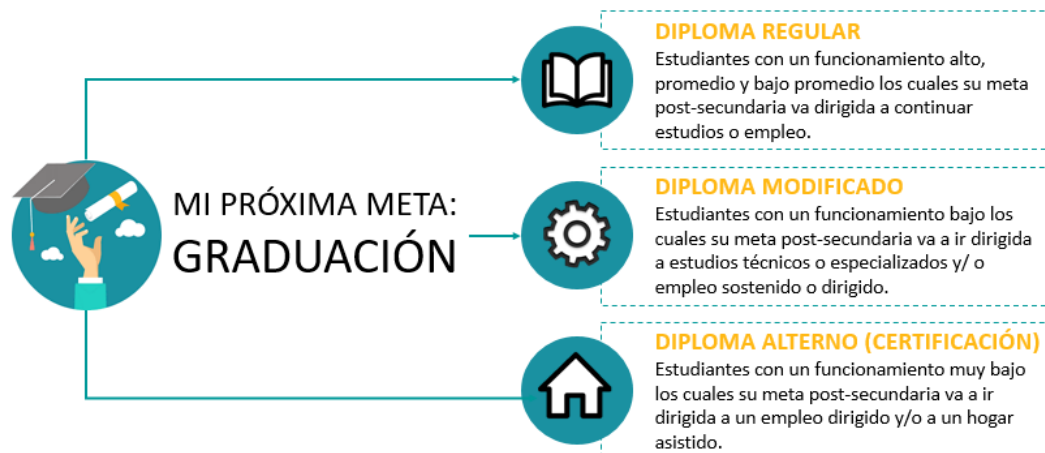 DIPLOMA REGULAR
Estudiantes con un funcionamiento alto,
promedio y bajo promedio los cuales su meta
post-secundaria va dirigida a continuar
estudios o empleo.
MI PRÓXIMA META:
GRADUACIÓN
DIPLOMA MODIFICADO
Estudiantes con un funcionamiento bajo los
cuales su meta post-secundaria va a ir dirigida
a estudios técnicos o especializados y/ o
empleo sostenido o dirigido.
DIPLOMA ALTERNO (CERTIFICACIÓN)
Estudiantes con un funcionamiento muy bajo
los cuales su meta post-secundaria va a ir
dirigida a un empleo dirigido y/o a un hogar
asistido.